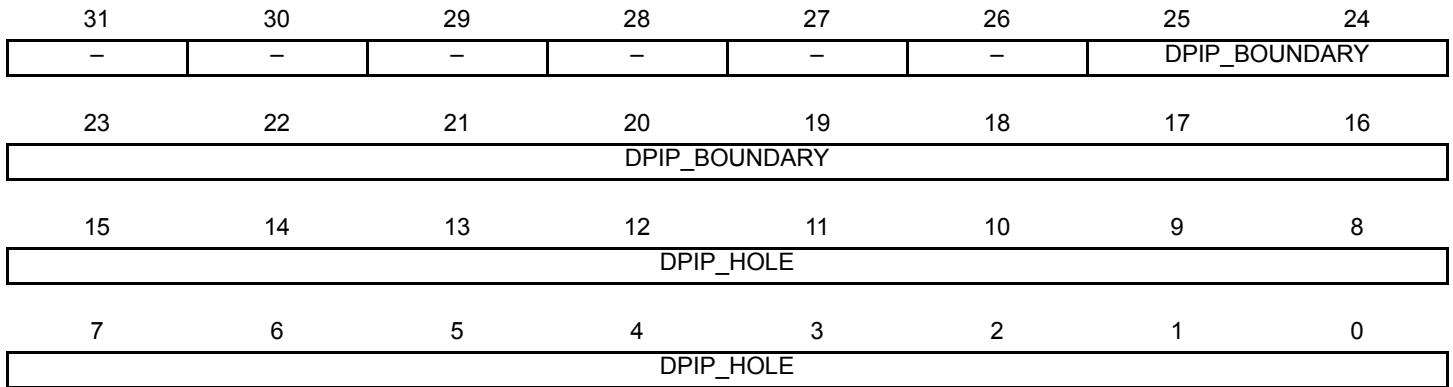 31 30 29 28 27 26 25 24
– – – – – – DPIP_BOUNDARY
23 22 21 20 19 18 17 16
DPIP_BOUNDARY
15 14 13 12 11 10 9 8
DPIP_HOLE
7 6 5 4 3 2 1 0
DPIP_HOLE